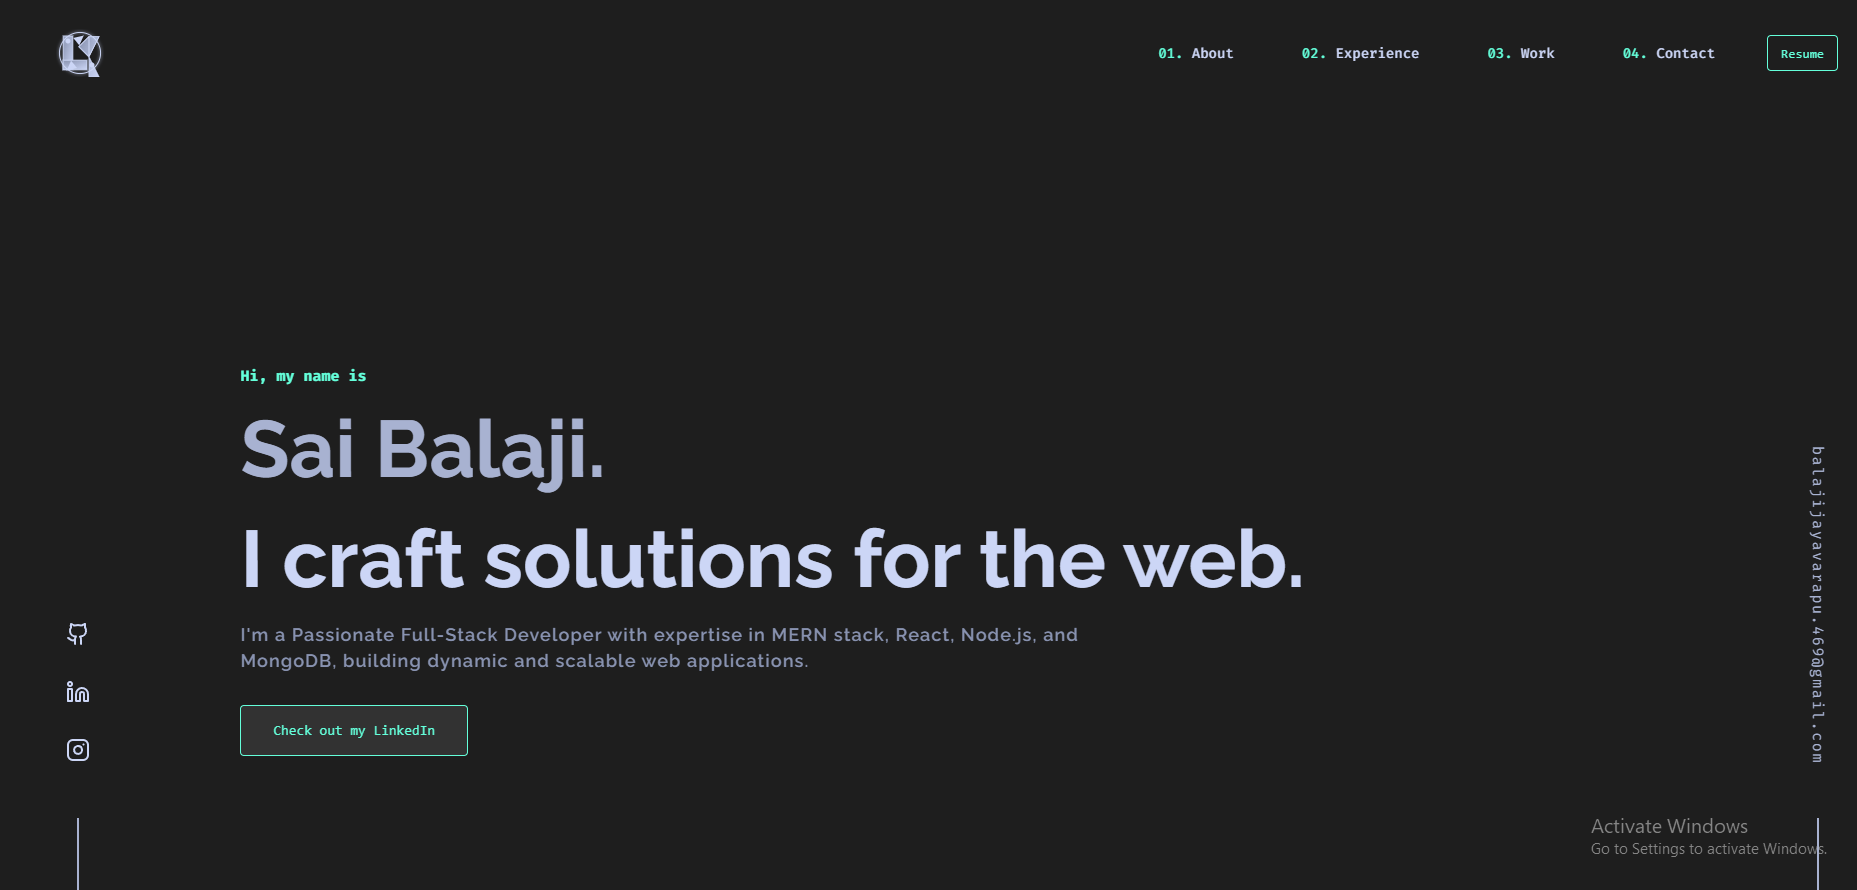 01. About
02. Experience
03. Work
04. Contact
Resume
Hi, my name is
Sai Balaji.
I craft solutions for the web.
I'm a Passionate Full-Stack Developer with expertise in MERN stack, React, Node.js, and
MongoDB, building dynamic and scalable web applications.
Check out my LinkedIn
balajijayavarapu.469@gmail.com
Activate Windows
Go to Settings to activate Windows.